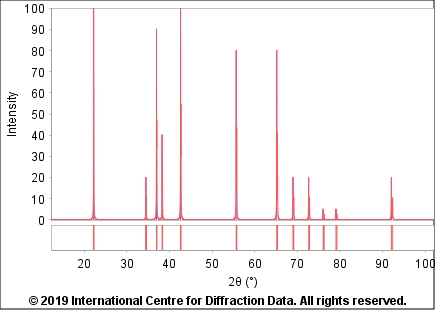 100
90
80
70
60
50
40
30
20
10
0
Intensity
20 30 40 50 60 70 80 90 100
2θ (°)
© 2019 International Centre for Diffraction Data. All rights reserved.